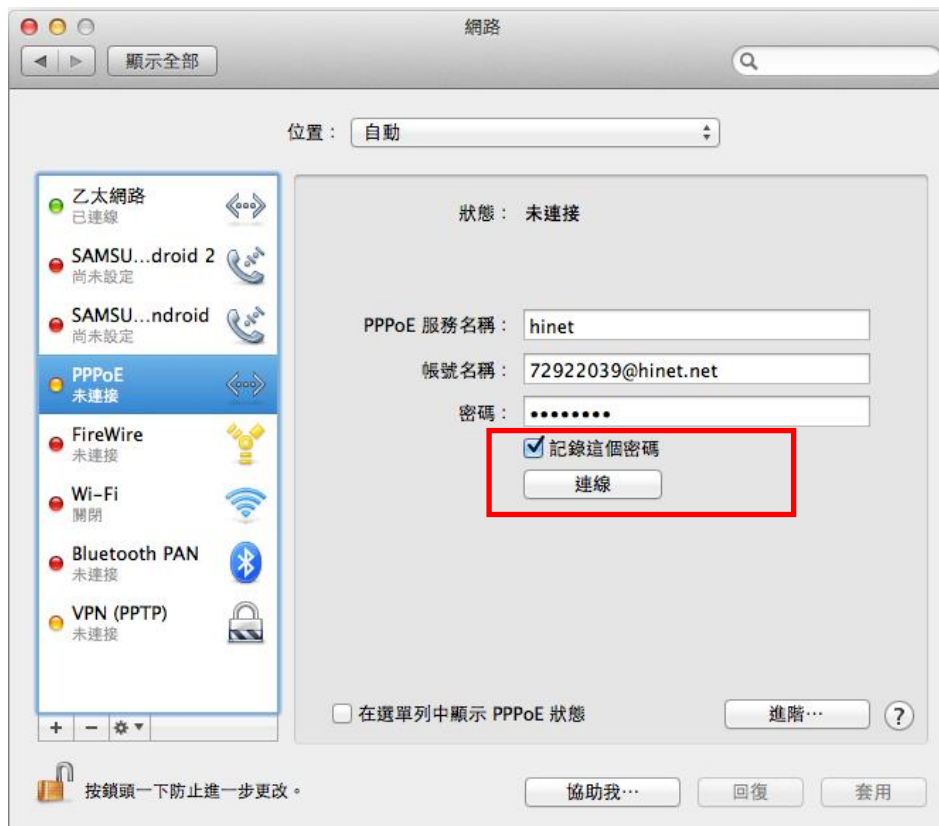 網路
顯示全部
位置： 自動
乙太網路
已連線
SAMSU...droid 2
尚未設定
SAMSU...ndroid
尚未設定
PPPoE
未連接
FireWire
未連接
Wi-Fi
關閉
Bluetooth PAN
未連接
VPN (PPTP)
未連接
狀態： 未連接
PPPoE 服務名稱： hinet
帳號名稱： 72922039@hinet.net
密碼： ••••••••
記錄這個密碼
連線
在選單列中顯示 PPPoE 狀態
進階⋯
?
按鎖頭一下防止進一步更改。
協助我⋯
回復
套用